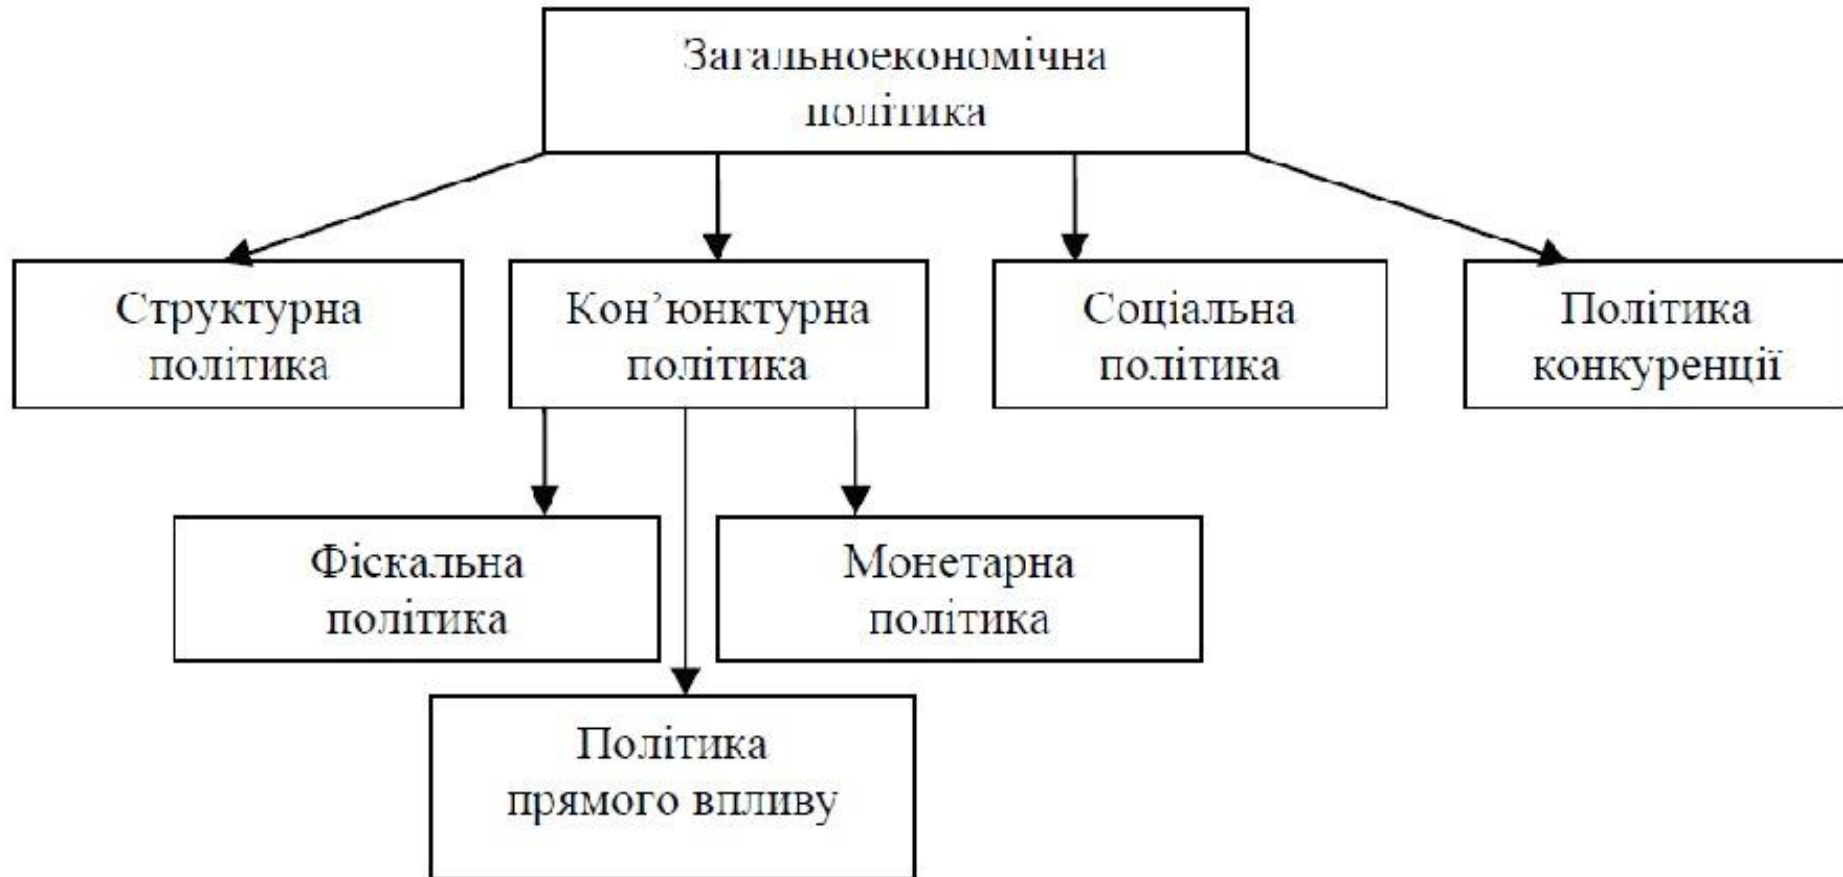 Загальноекономічна
політика
Структурна
політика
Кон’юнктурна
політика
Соціальна
політика
Політика
конкуренції
Фіскальна
політика
Монетарна
політика
Політика
прямого впливу